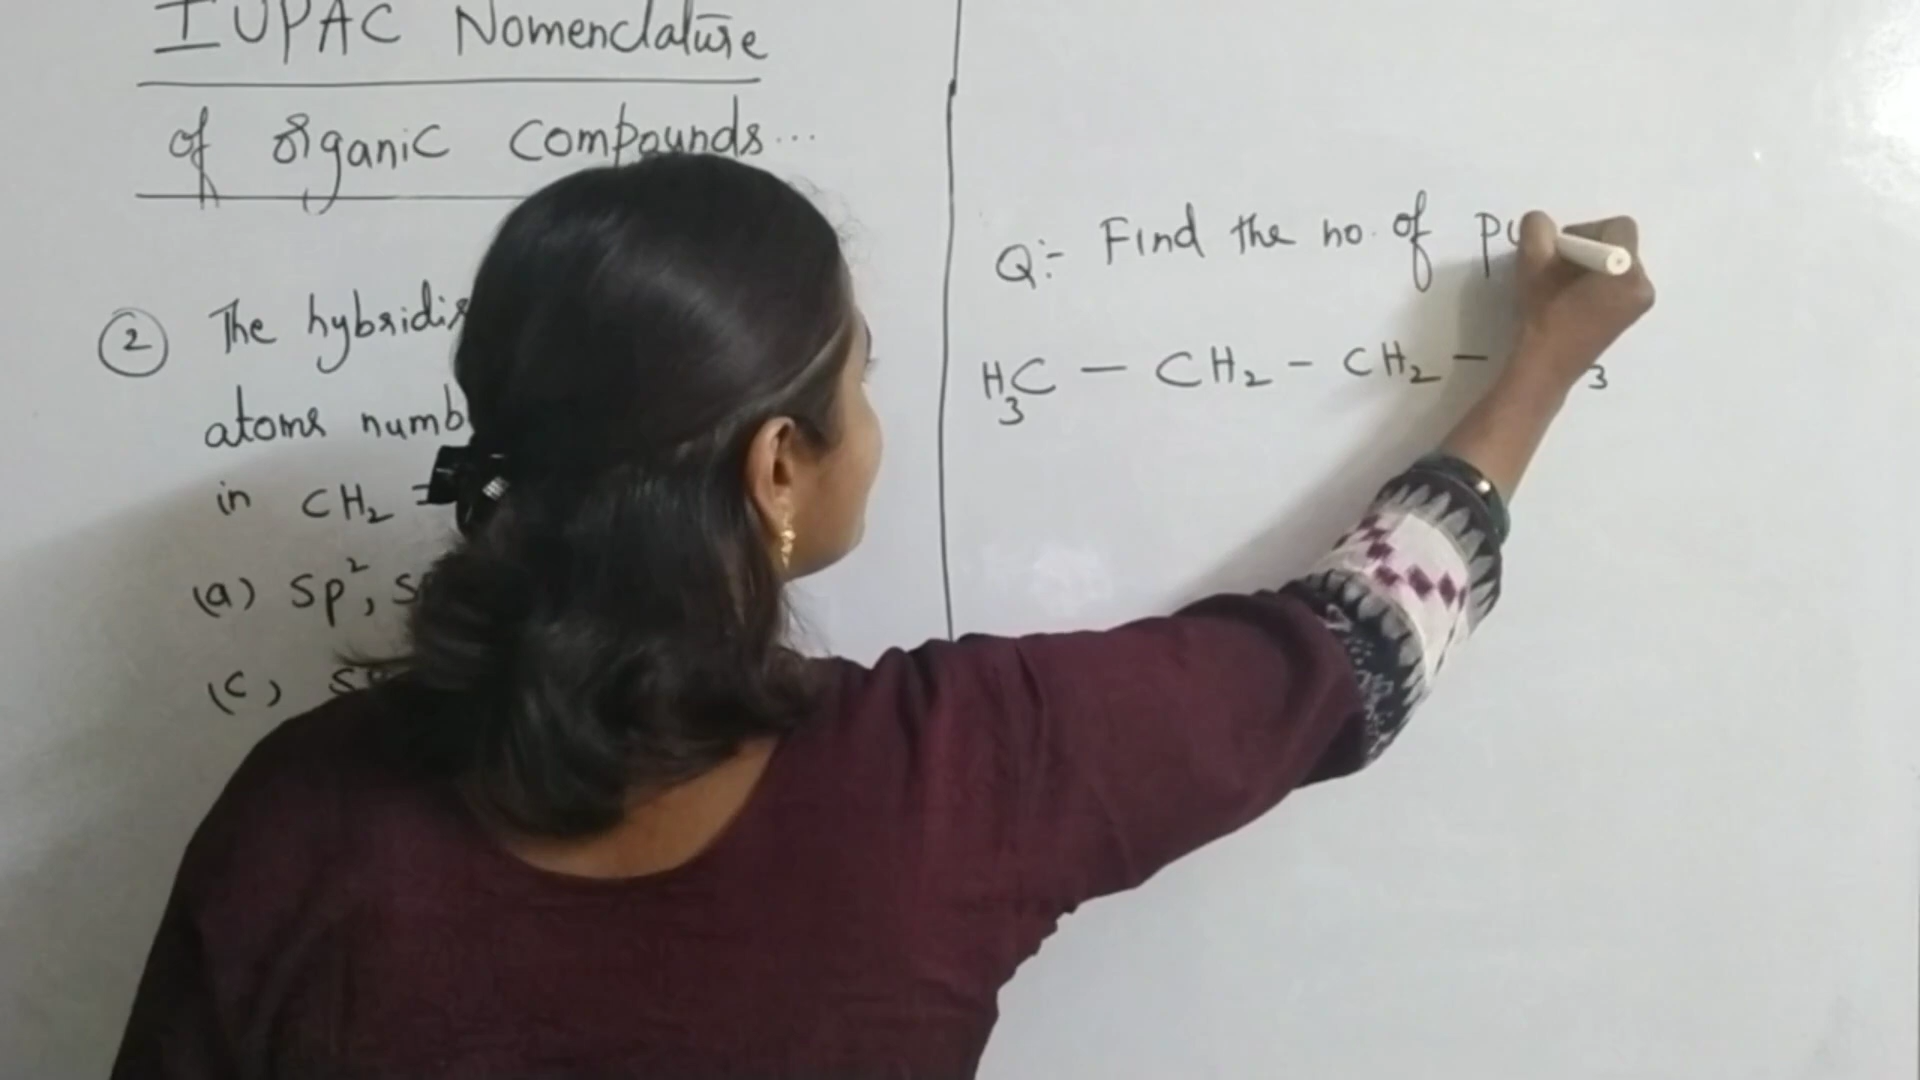 IUPAC Nomenclature
of organic compounds...
② The hybridis
atoms numb
in CH₂ =
(a) sp²,
(c)
Q:- Find the no. of
H₃C - CH₂ - CH₂ - ₃